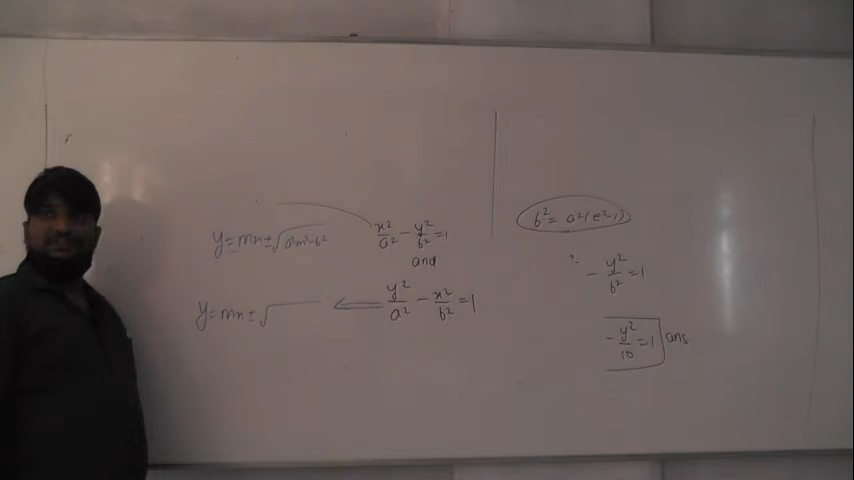 y = mx ± √a²m²-b²
x²/a² - y²/b² = 1
and
y = mx ± √
y²/a² - x²/b² = 1
b² = a²(e²-1)
- y²/b² = 1
- y²/10 = 1 ans